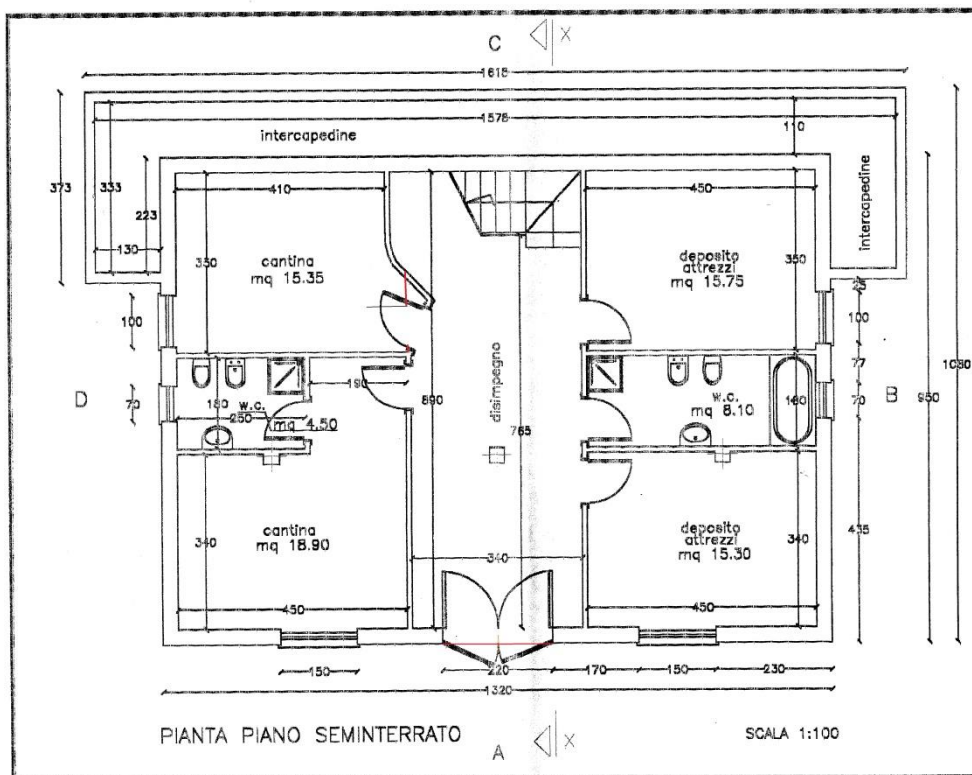 C
X
1618
1578
intercapedine
110
373
333
223
410
450
intercapedine
130
350
cantina
mq 15.35
deposito
attrezzi
mq 15.75
350
25
100
100
disimpegno
77
1080
D
70
190
w.c.
180
250
mq 4.50
890
765
w.c.
mq 8.10
180
70
B
950
cantina
mq 18.90
340
deposito
attrezzi
mq 15.30
340
435
340
450
450
150
220
170
150
230
1320
PIANTA PIANO SEMINTERRATO
A
X
SCALA 1:100